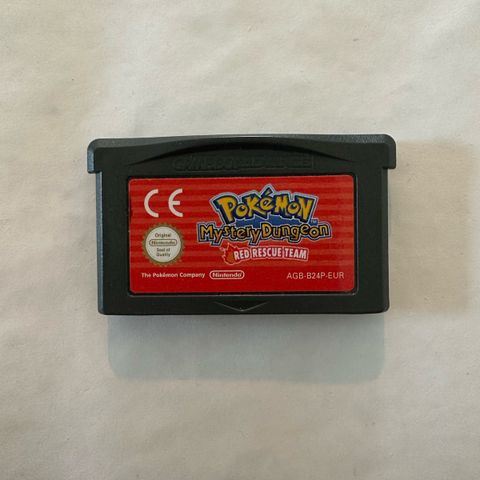 GAME BOY ADVANCE
CE
POKéMON™
Mystery Dungeon
RED RESCUE TEAM
Original
Nintendo
Seal of
Quality
The Pokémon Company Nintendo AGB-B24P-EUR